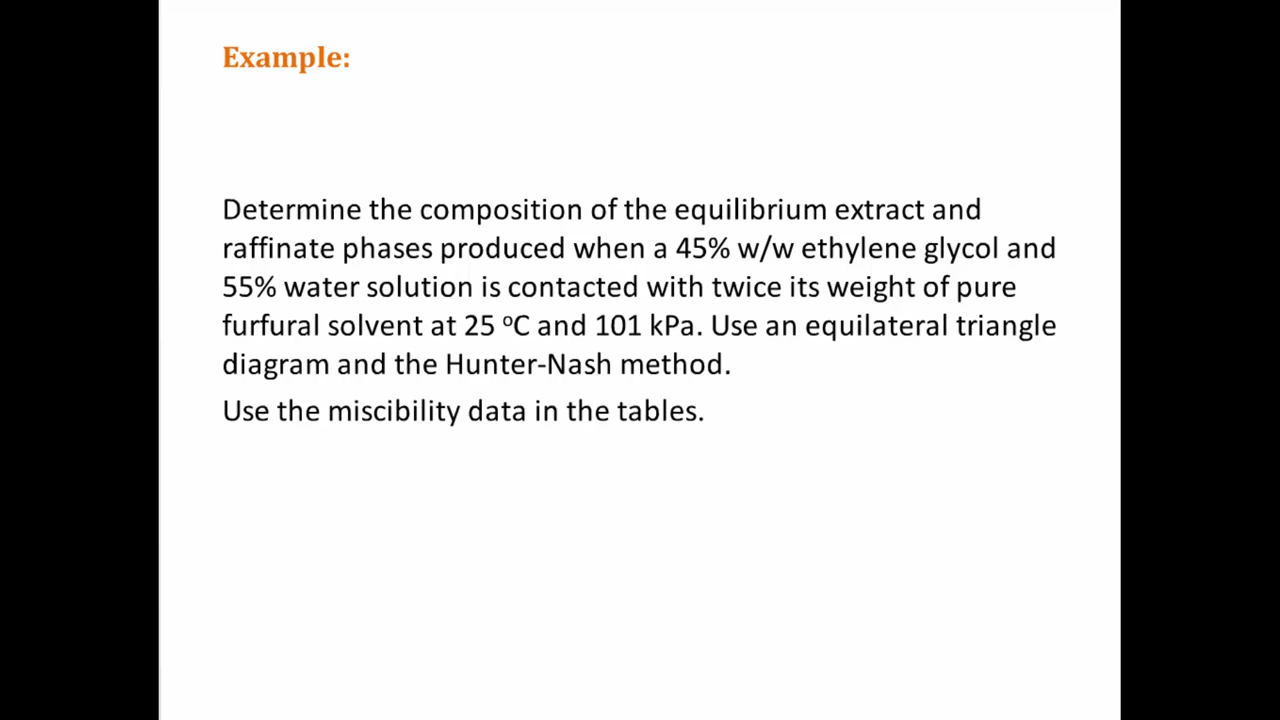 Example:
Determine the composition of the equilibrium extract and
raffinate phases produced when a 45% w/w ethylene glycol and
55% water solution is contacted with twice its weight of pure
furfural solvent at 25 ºC and 101 kPa. Use an equilateral triangle
diagram and the Hunter-Nash method.
Use the miscibility data in the tables.